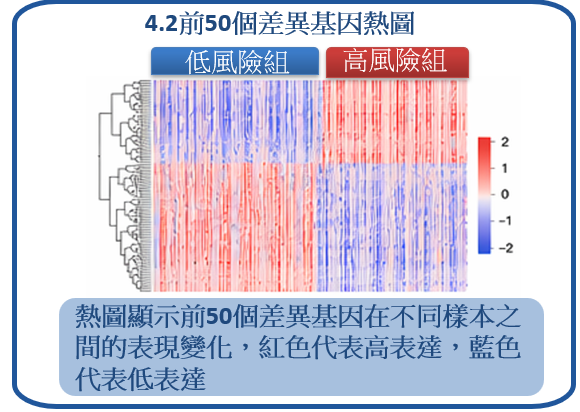 4.2前50個差異基因熱圖
低風險組
高風險組
2
1
0
−1
−2
熱圖顯示前50個差異基因在不同樣本之
間的表現變化，紅色代表高表達，藍色
代表低表達